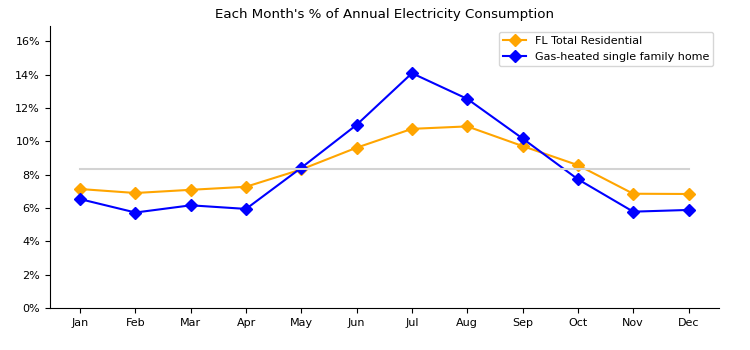 Each Month's % of Annual Electricity Consumption
FL Total Residential
Gas-heated single family home
16%
14%
12%
10%
8%
6%
4%
2%
0%
Jan Feb Mar Apr May Jun Jul Aug Sep Oct Nov Dec